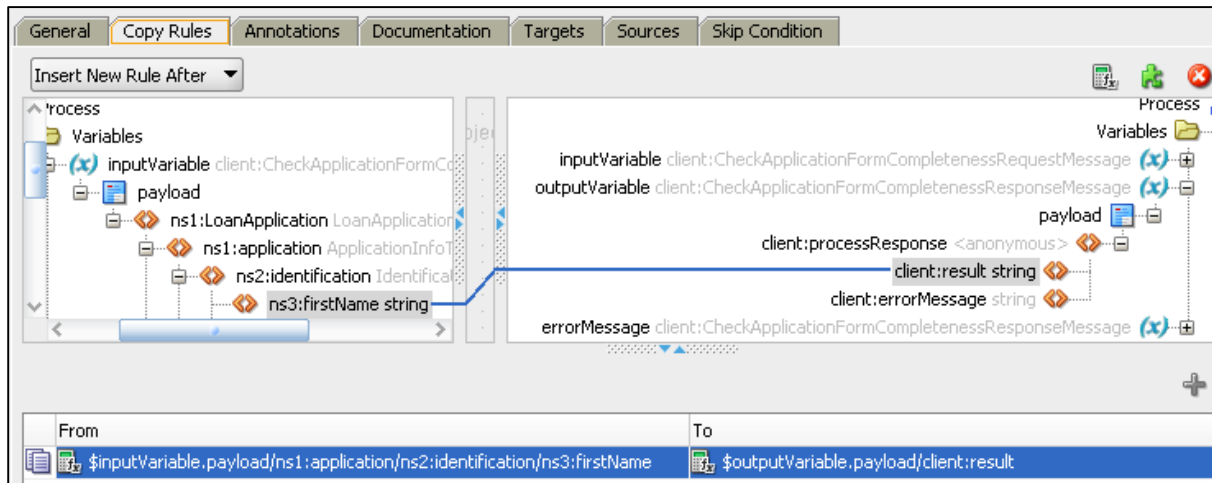 General Copy Rules Annotations Documentation Targets Sources Skip Condition
Insert New Rule After
Process
Variables
inputVariable client:CheckApplicationFormCo
payload
ns1:LoanApplication LoanApplication
ns1:application ApplicationInfoT
ns2:identification Identifica
ns3:firstName string
Process
Variables
inputVariable client:CheckApplicationFormCompletenessRequestMessage (x)
outputVariable client:CheckApplicationFormCompletenessResponseMessage (x)
payload
client:processResponse <anonymous>
client:result string
client:errorMessage string
errorMessage client:CheckApplicationFormCompletenessResponseMessage (x)
From To
$inputVariable.payload/ns1:application/ns2:identification/ns3:firstName $outputVariable.payload/client:result